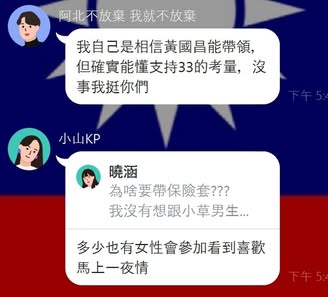 阿北不放棄 我就不放棄
我自己是相信黃國昌能帶領,
但確實能懂支持33的考量，沒
事我挺你們
下午 5:4
小山KP
曉涵
為啥要帶保險套???
我沒有想跟小草男生...
多少也有女性會參加看到喜歡
馬上一夜情
下午 5:4